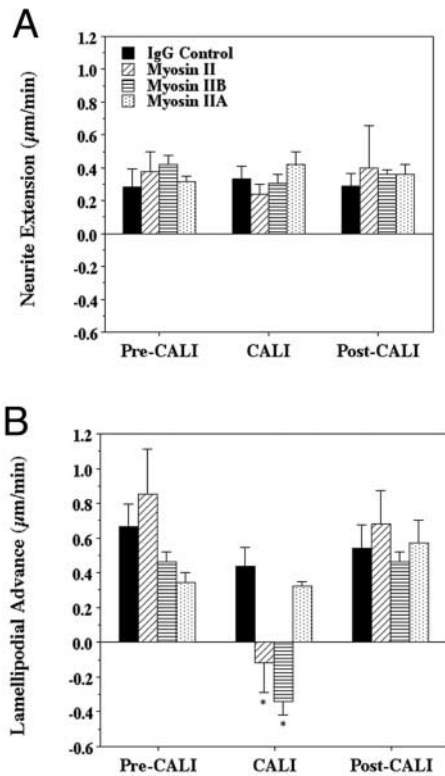 A
Neurite Extension (µm/min)
1.2
1.0
0.8
0.6
0.4
0.2
0.0
-0.2
-0.4
-0.6
IgG Control
Myosin II
Myosin IIB
Myosin IIA
Pre-CALI CALI Post-CALI
B
Lamellipodial Advance (µm/min)
1.2
1.0
0.8
0.6
0.4
0.2
0.0
-0.2
-0.4
-0.6
*
*
Pre-CALI CALI Post-CALI